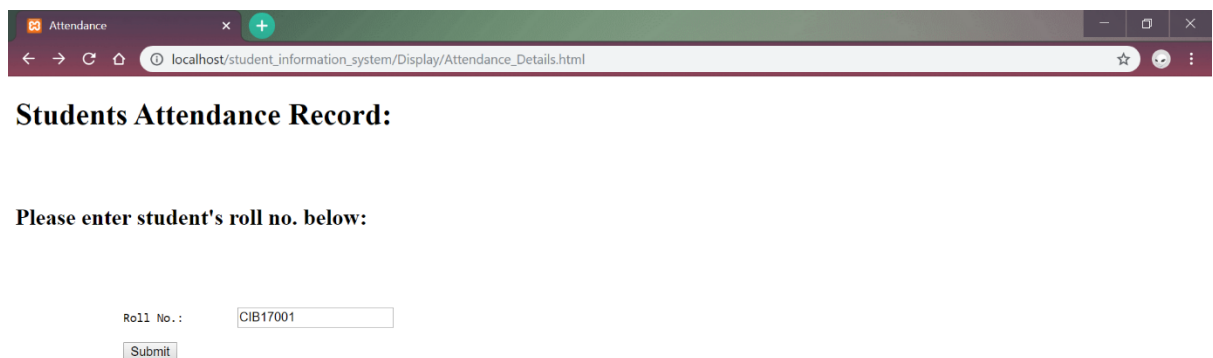 Attendance
localhost/student_information_system/Display/Attendance_Details.html
Students Attendance Record:
Please enter student's roll no. below:
Roll No.: CIB17001
Submit